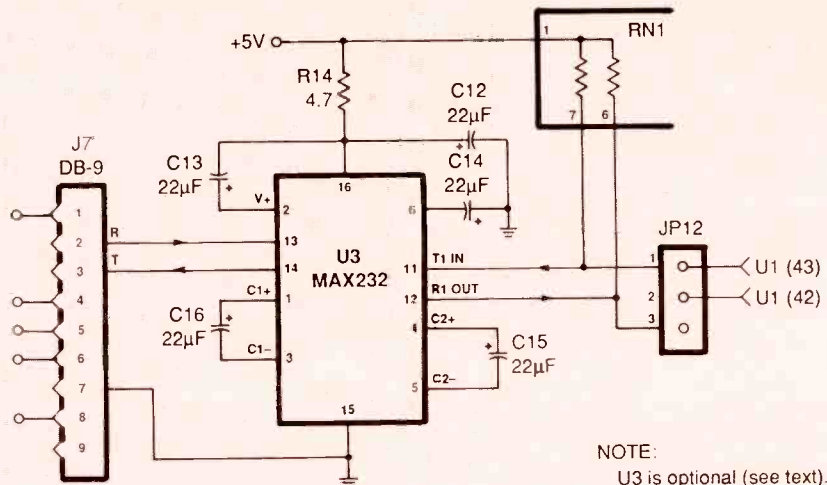 +5V
RN1
1
R14
4.7
7
6
C12
22µF
J7
DB-9
C13
22µF
C14
22µF
V+
2
16
6
JP12
1
2
3
4
5
6
7
8
9
R
T
13
14
U3
MAX232
11
T1 IN
12
R1 OUT
1
2
3
U1 (43)
U1 (42)
C1+
1
C16
22µF
C1–
3
C2+
4
C15
22µF
C2–
5
15
NOTE:
U3 is optional (see text).